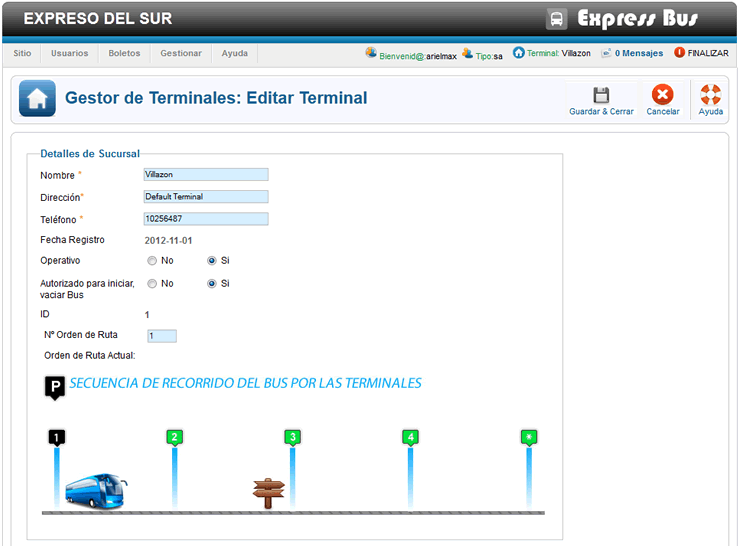 EXPRESO DEL SUR
Express Bus
Sitio Usuarios Boletos Gestionar Ayuda Bienvenid@:arielmax Tipo:sa Terminal: Villazon 0 Mensajes FINALIZAR
Gestor de Terminales: Editar Terminal
Guardar & Cerrar Cancelar Ayuda
Detalles de Sucursal
Nombre * Villazon
Dirección* Default Terminal
Teléfono * 10256487
Fecha Registro 2012-11-01
Operativo No Si
Autorizado para iniciar, No Si
vaciar Bus
ID 1
Nº Orden de Ruta 1
Orden de Ruta Actual:
P SECUENCIA DE RECORRIDO DEL BUS POR LAS TERMINALES
1 2 3 4 *